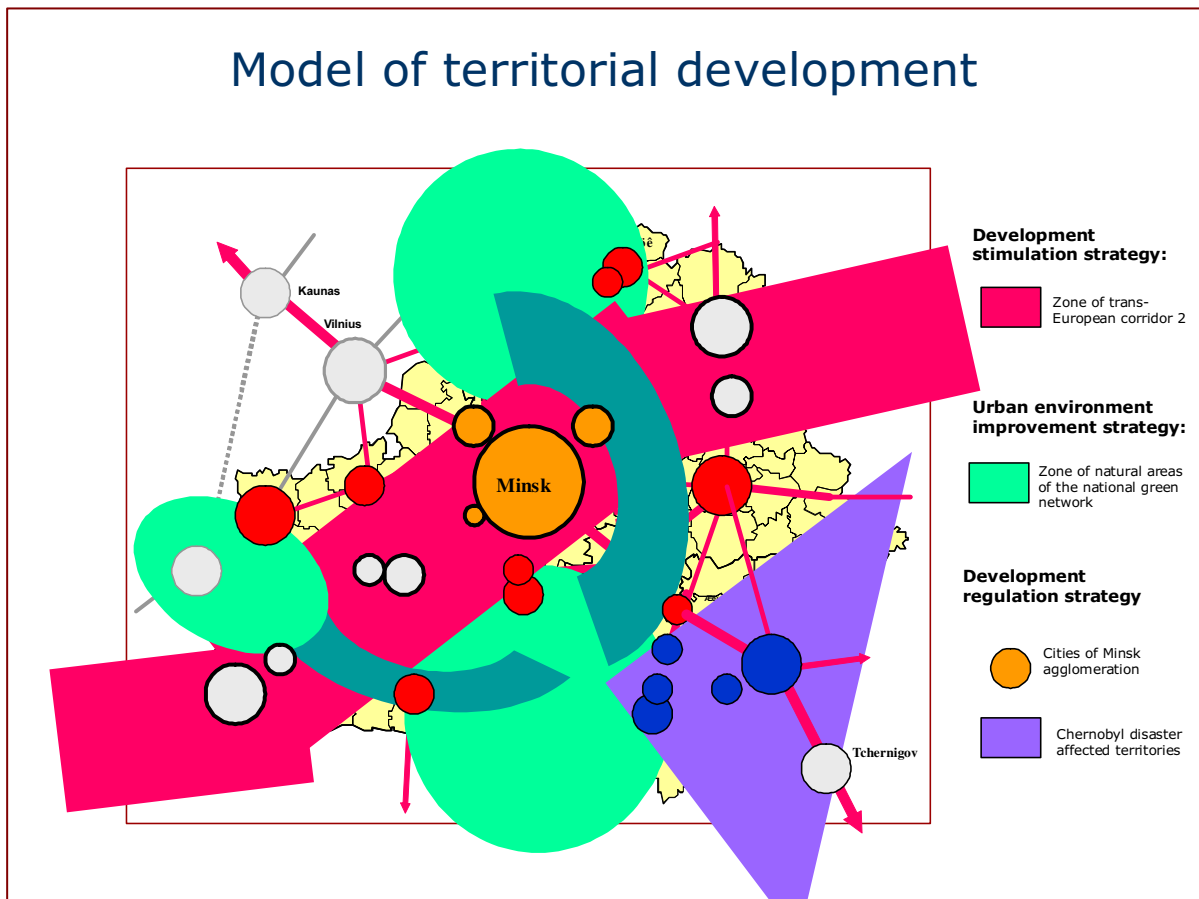 Model of territorial development
Development
stimulation strategy:
Zone of trans-
European corridor 2
Kaunas
Vilnius
Urban environment
improvement strategy:
Minsk
Zone of natural areas
of the national green
network
Development
regulation strategy
Cities of Minsk
agglomeration
Chernobyl disaster
affected territories
Tchernigov